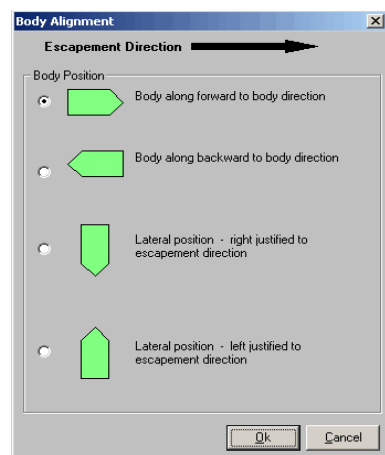 Body Alignment
Escapement Direction
Body Position
Body along forward to body direction
Body along backward to body direction
Lateral position - right justified to
escapement direction
Lateral position - left justified to
escapement direction
Ok
Cancel